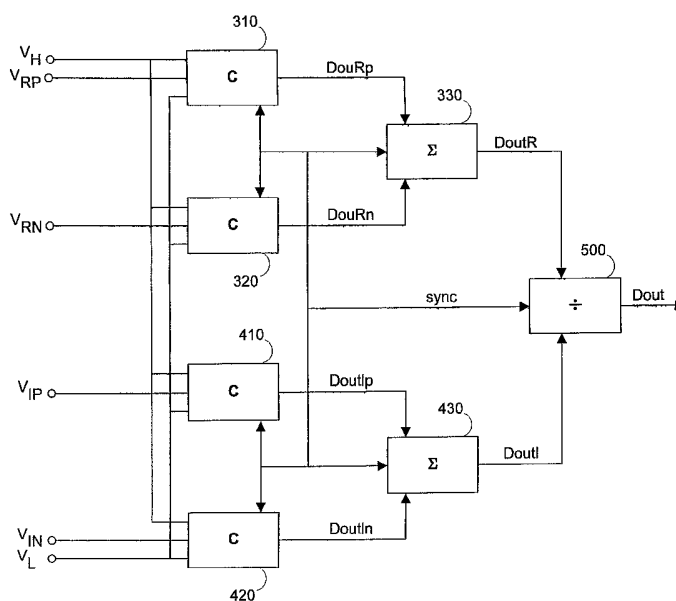 310
V_H
V_RP
C
DouRp
330
Σ
DoutR
V_RN
C
DouRn
320
500
÷
Dout
sync
410
V_IP
C
DoutIp
430
Σ
DoutI
V_IN
V_L
C
DoutIn
420